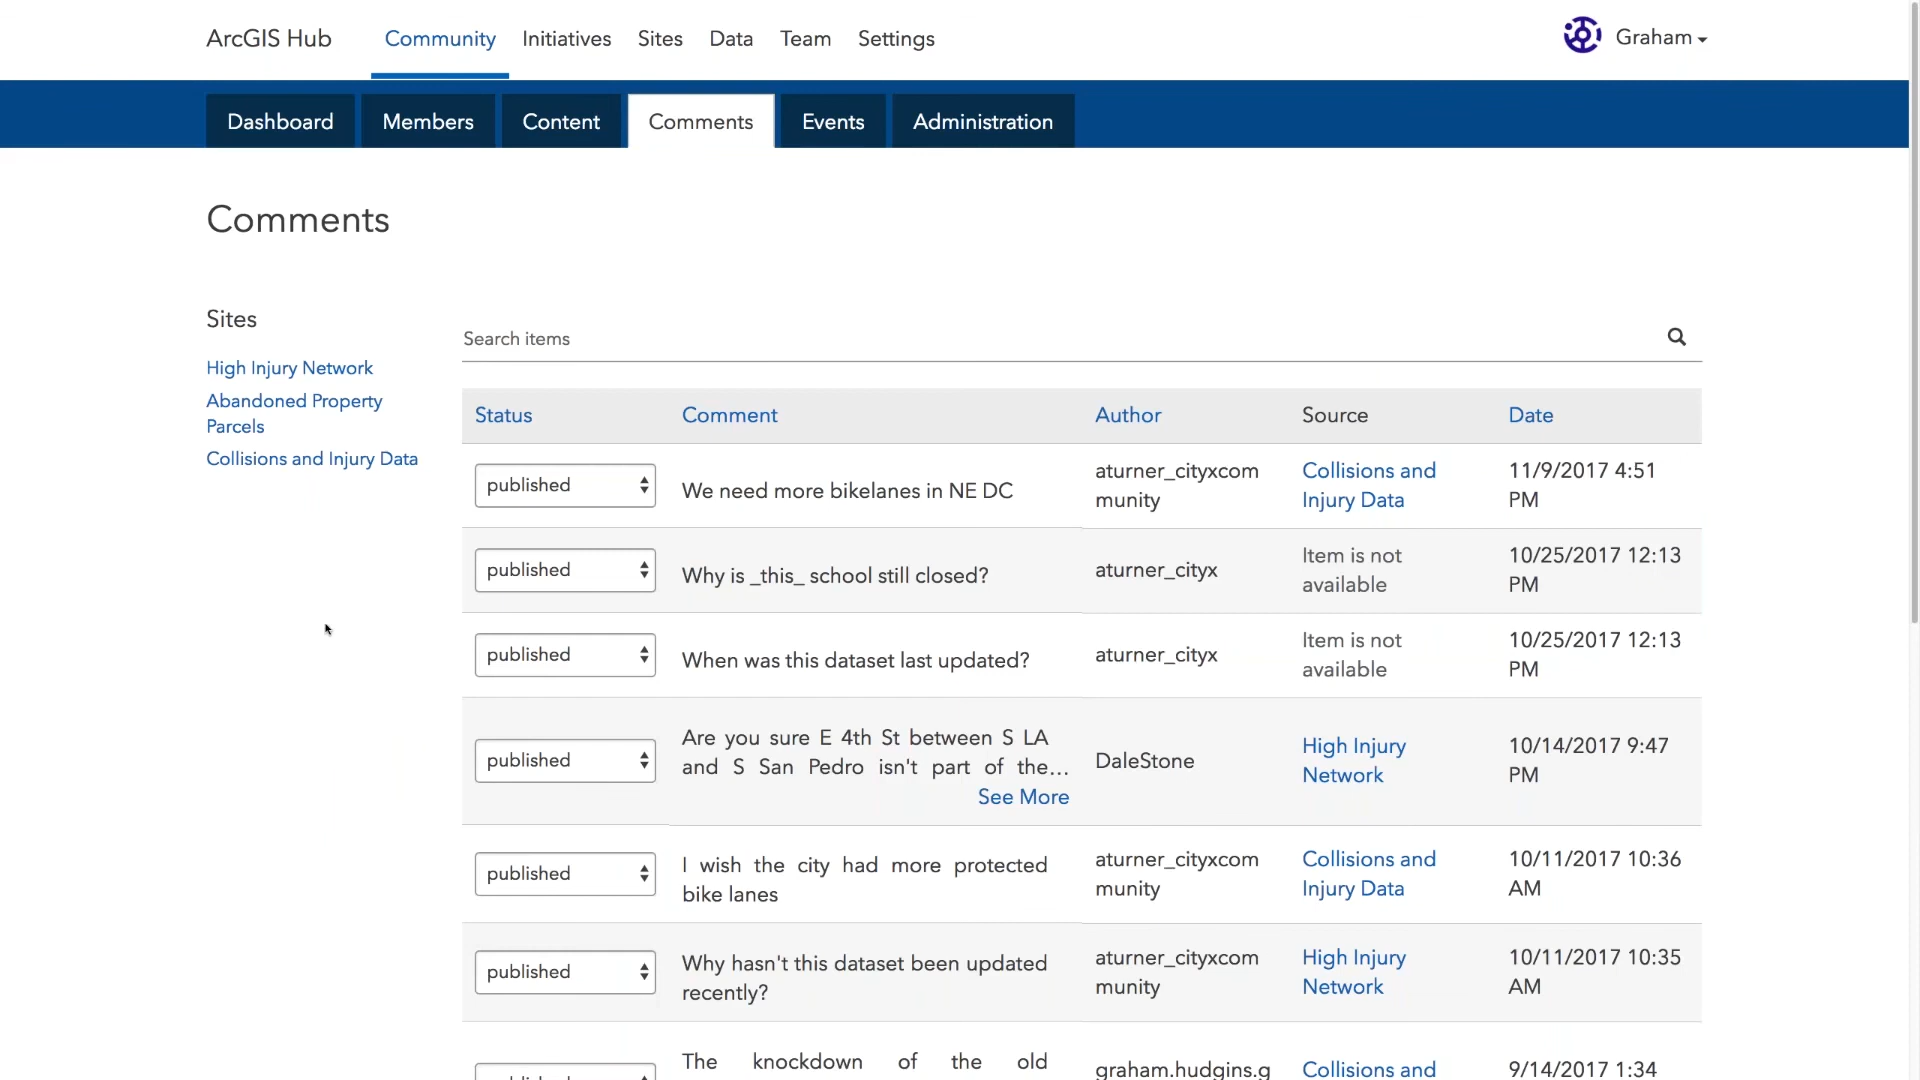 ArcGIS Hub Community Initiatives Sites Data Team Settings Graham
Dashboard Members Content Comments Events Administration
Comments
Sites
High Injury Network
Abandoned Property
Parcels
Collisions and Injury Data
Search items
Status Comment Author Source Date
published We need more bikelanes in NE DC aturner_cityxcom Collisions and 11/9/2017 4:51
munity Injury Data PM
published Why is _this_ school still closed? aturner_cityx Item is not 10/25/2017 12:13
available PM
published When was this dataset last updated? aturner_cityx Item is not 10/25/2017 12:13
available PM
Are you sure E 4th St between S LA
published and S San Pedro isn't part of the... DaleStone High Injury 10/14/2017 9:47
See More Network PM
published I wish the city had more protected aturner_cityxcom Collisions and 10/11/2017 10:36
bike lanes munity Injury Data AM
published Why hasn't this dataset been updated aturner_cityxcom High Injury 10/11/2017 10:35
recently? munity Network AM
The knockdown of the old graham.hudgins.g Collisions and 9/14/2017 1:34